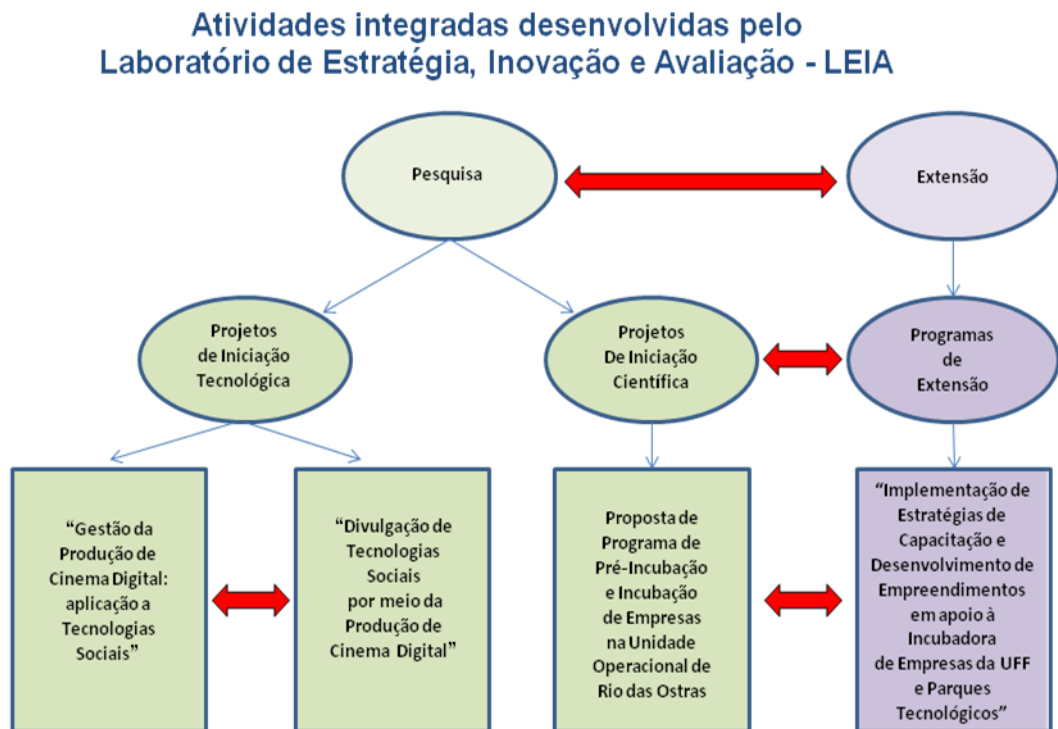 Atividades integradas desenvolvidas pelo
Laboratório de Estratégia, Inovação e Avaliação - LEIA
Pesquisa
Extensão
Projetos
de Iniciação
Tecnológica
Projetos
De Iniciação
Científica
Programas
de
Extensão
“Gestão da
Produção de
Cinema Digital:
aplicação a
Tecnologias
Sociais”
“Divulgação de
Tecnologias
Sociais
por meio da
Produção de
Cinema Digital”
Proposta de
Programa de
Pré-Incubação
e Incubação
de Empresas
na Unidade
Operacional de
Rio das Ostras
“Implementação de
Estratégias de
Capacitação e
Desenvolvimento de
Empreendimentos
em apoio à
Incubadora
de Empresas da UFF
e Parques
Tecnológicos”